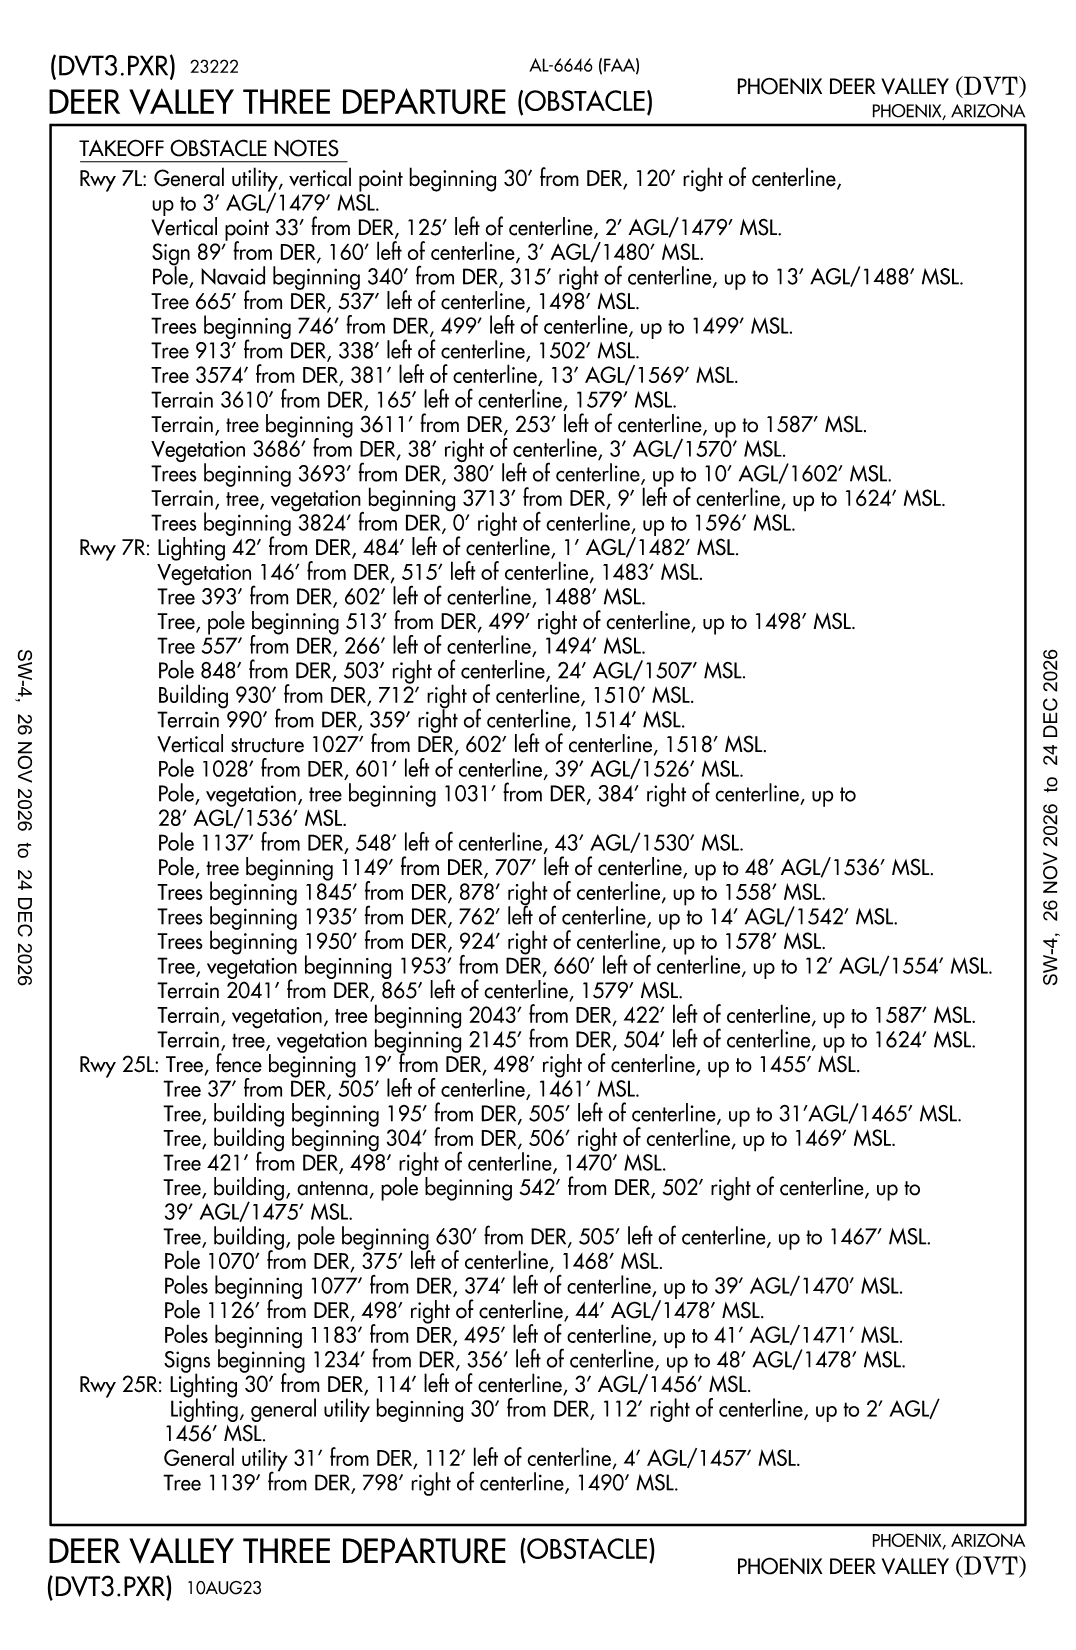 (DVT3.PXR) 23222
AL-6646 (FAA)
DEER VALLEY THREE DEPARTURE (OBSTACLE)
PHOENIX DEER VALLEY (DVT)
PHOENIX, ARIZONA
TAKEOFF OBSTACLE NOTES
Rwy 7L: General utility, vertical point beginning 30' from DER, 120' right of centerline,
up to 3' AGL/1479' MSL.
Vertical point 33' from DER, 125' left of centerline, 2' AGL/1479' MSL.
Sign 89' from DER, 160' left of centerline, 3' AGL/1480' MSL.
Pole, Navaid beginning 340' from DER, 315' right of centerline, up to 13' AGL/1488' MSL.
Tree 665' from DER, 537' left of centerline, 1498' MSL.
Trees beginning 746' from DER, 499' left of centerline, up to 1499' MSL.
Tree 913' from DER, 338' left of centerline, 1502' MSL.
Tree 3574' from DER, 381' left of centerline, 13' AGL/1569' MSL.
Terrain 3610' from DER, 165' left of centerline, 1579' MSL.
Terrain, tree beginning 3611' from DER, 253' left of centerline, up to 1587' MSL.
Vegetation 3686' from DER, 38' right of centerline, 3' AGL/1570' MSL.
Trees beginning 3693' from DER, 380' left of centerline, up to 10' AGL/1602' MSL.
Terrain, tree, vegetation beginning 3713' from DER, 9' left of centerline, up to 1624' MSL.
Trees beginning 3824' from DER, 0' right of centerline, up to 1596' MSL.
Rwy 7R: Lighting 42' from DER, 484' left of centerline, 1' AGL/1482' MSL.
Vegetation 146' from DER, 515' left of centerline, 1483' MSL.
Tree 393' from DER, 602' left of centerline, 1488' MSL.
Tree, pole beginning 513' from DER, 499' right of centerline, up to 1498' MSL.
Tree 557' from DER, 266' left of centerline, 1494' MSL.
Pole 848' from DER, 503' right of centerline, 24' AGL/1507' MSL.
Building 930' from DER, 712' right of centerline, 1510' MSL.
Terrain 990' from DER, 359' right of centerline, 1514' MSL.
Vertical structure 1027' from DER, 602' left of centerline, 1518' MSL.
Pole 1028' from DER, 601' left of centerline, 39' AGL/1526' MSL.
Pole, vegetation, tree beginning 1031' from DER, 384' right of centerline, up to
28' AGL/1536' MSL.
Pole 1137' from DER, 548' left of centerline, 43' AGL/1530' MSL.
Pole, tree beginning 1149' from DER, 707' left of centerline, up to 48' AGL/1536' MSL.
Trees beginning 1845' from DER, 878' right of centerline, up to 1558' MSL.
Trees beginning 1935' from DER, 762' left of centerline, up to 14' AGL/1542' MSL.
Trees beginning 1950' from DER, 924' right of centerline, up to 1578' MSL.
Tree, vegetation beginning 1953' from DER, 660' left of centerline, up to 12' AGL/1554' MSL.
Terrain 2041' from DER, 865' left of centerline, 1579' MSL.
Terrain, vegetation, tree beginning 2043' from DER, 422' left of centerline, up to 1587' MSL.
Terrain, tree, vegetation beginning 2145' from DER, 504' left of centerline, up to 1624' MSL.
Rwy 25L: Tree, fence beginning 19' from DER, 498' right of centerline, up to 1455' MSL.
Tree 37' from DER, 505' left of centerline, 1461' MSL.
Tree, building beginning 195' from DER, 505' left of centerline, up to 31'AGL/1465' MSL.
Tree, building beginning 304' from DER, 506' right of centerline, up to 1469' MSL.
Tree 421' from DER, 498' right of centerline, 1470' MSL.
Tree, building, antenna, pole beginning 542' from DER, 502' right of centerline, up to
39' AGL/1475' MSL.
Tree, building, pole beginning 630' from DER, 505' left of centerline, up to 1467' MSL.
Pole 1070' from DER, 375' left of centerline, 1468' MSL.
Poles beginning 1077' from DER, 374' left of centerline, up to 39' AGL/1470' MSL.
Pole 1126' from DER, 498' right of centerline, 44' AGL/1478' MSL.
Poles beginning 1183' from DER, 495' left of centerline, up to 41' AGL/1471' MSL.
Signs beginning 1234' from DER, 356' left of centerline, up to 48' AGL/1478' MSL.
Rwy 25R: Lighting 30' from DER, 114' left of centerline, 3' AGL/1456' MSL.
Lighting, general utility beginning 30' from DER, 112' right of centerline, up to 2' AGL/
1456' MSL.
General utility 31' from DER, 112' left of centerline, 4' AGL/1457' MSL.
Tree 1139' from DER, 798' right of centerline, 1490' MSL.
SW-4, 26 NOV 2026 to 24 DEC 2026
SW-4, 26 NOV 2026 to 24 DEC 2026
DEER VALLEY THREE DEPARTURE (OBSTACLE)
(DVT3.PXR) 10AUG23
PHOENIX, ARIZONA
PHOENIX DEER VALLEY (DVT)